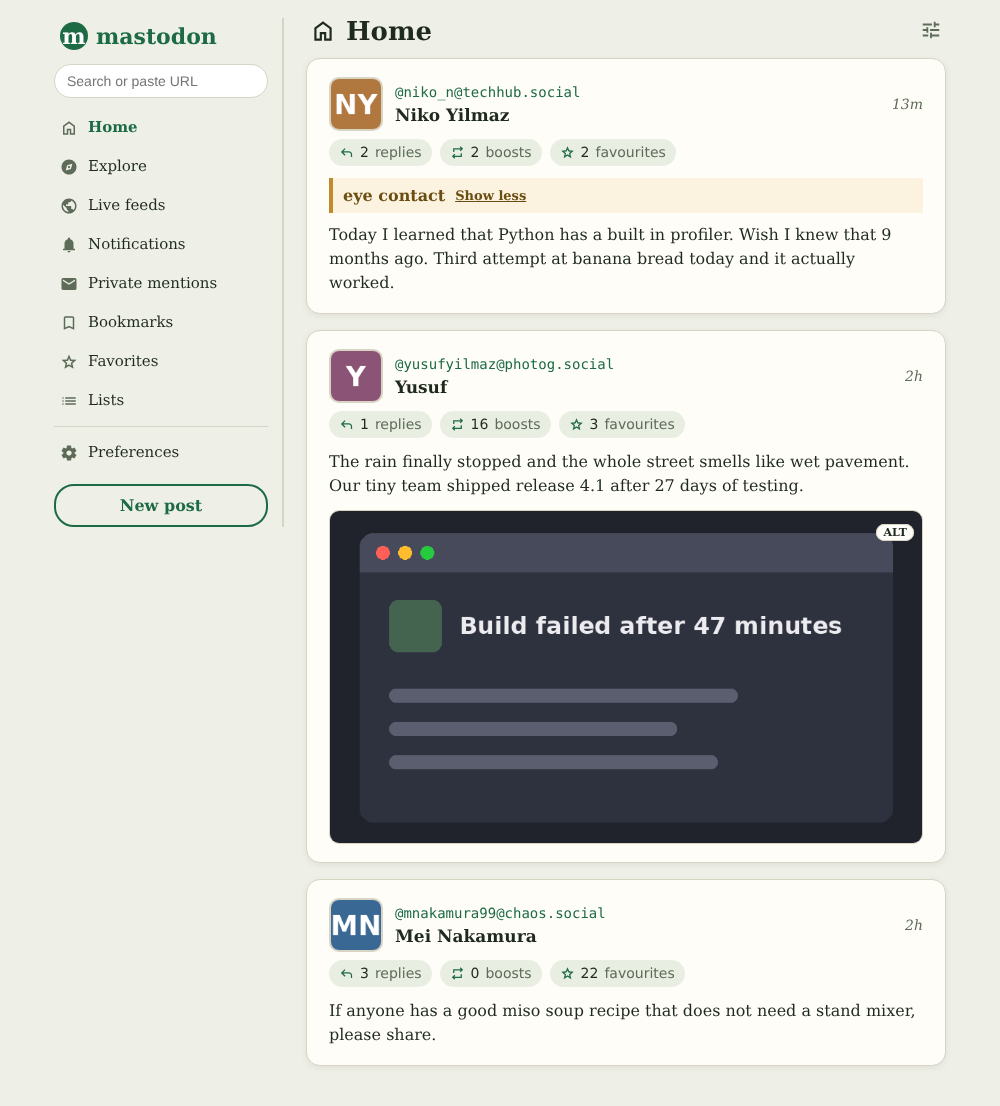 mastodon
Search or paste URL
Home
Explore
Live feeds
Notifications
Private mentions
Bookmarks
Favorites
Lists
Preferences
New post
Home
NY
@niko_n@techhub.social
Niko Yilmaz
13m
2 replies
2 boosts
2 favourites
eye contact Show less
Today I learned that Python has a built in profiler. Wish I knew that 9
months ago. Third attempt at banana bread today and it actually
worked.
Y
@yusufyilmaz@photog.social
Yusuf
2h
1 replies
16 boosts
3 favourites
The rain finally stopped and the whole street smells like wet pavement.
Our tiny team shipped release 4.1 after 27 days of testing.
ALT
Build failed after 47 minutes
MN
@mnakamura99@chaos.social
Mei Nakamura
2h
3 replies
0 boosts
22 favourites
If anyone has a good miso soup recipe that does not need a stand mixer,
please share.